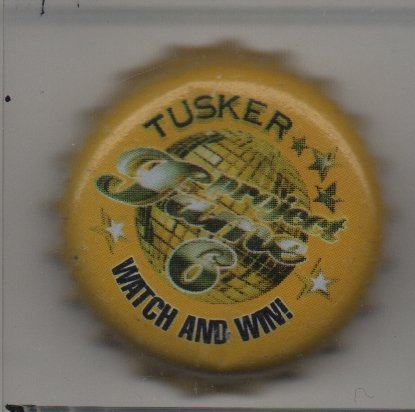 TUSKER
project
fame
6
WATCH AND WIN!